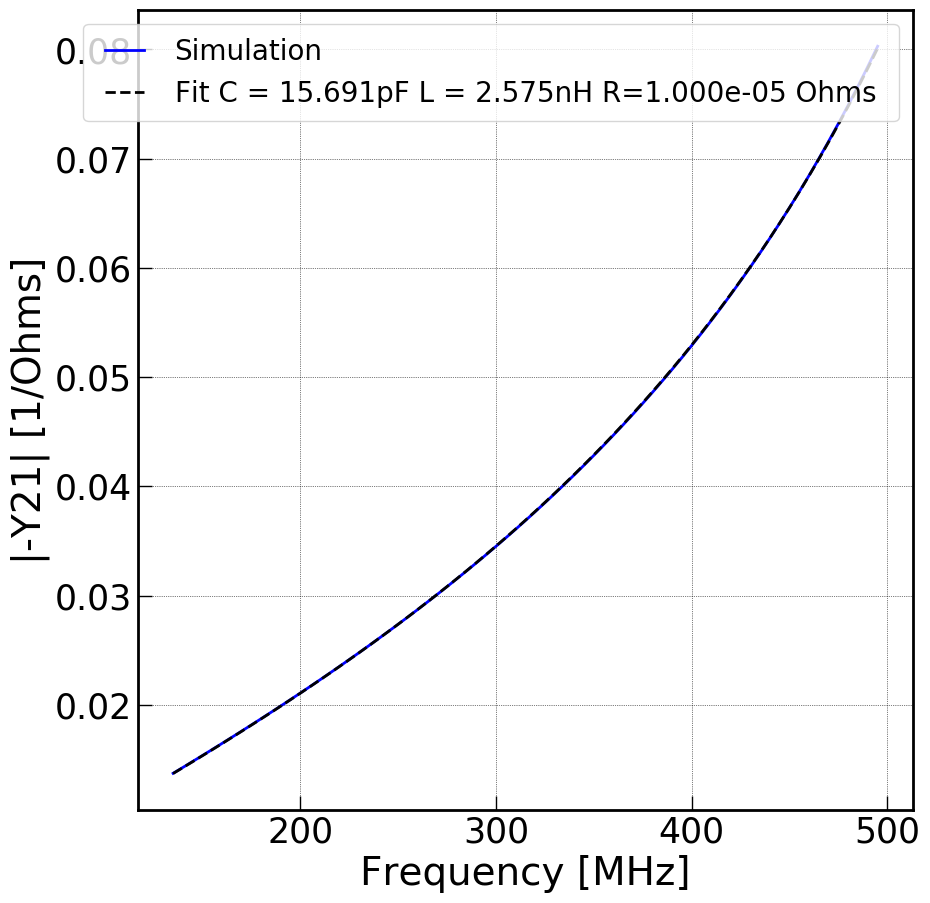 Simulation
Fit C = 15.691pF L = 2.575nH R=1.000e-05 Ohms
0.08
0.07
0.06
0.05
0.04
0.03
0.02
|-Y21| [1/Ohms]
200 300 400 500
Frequency [MHz]